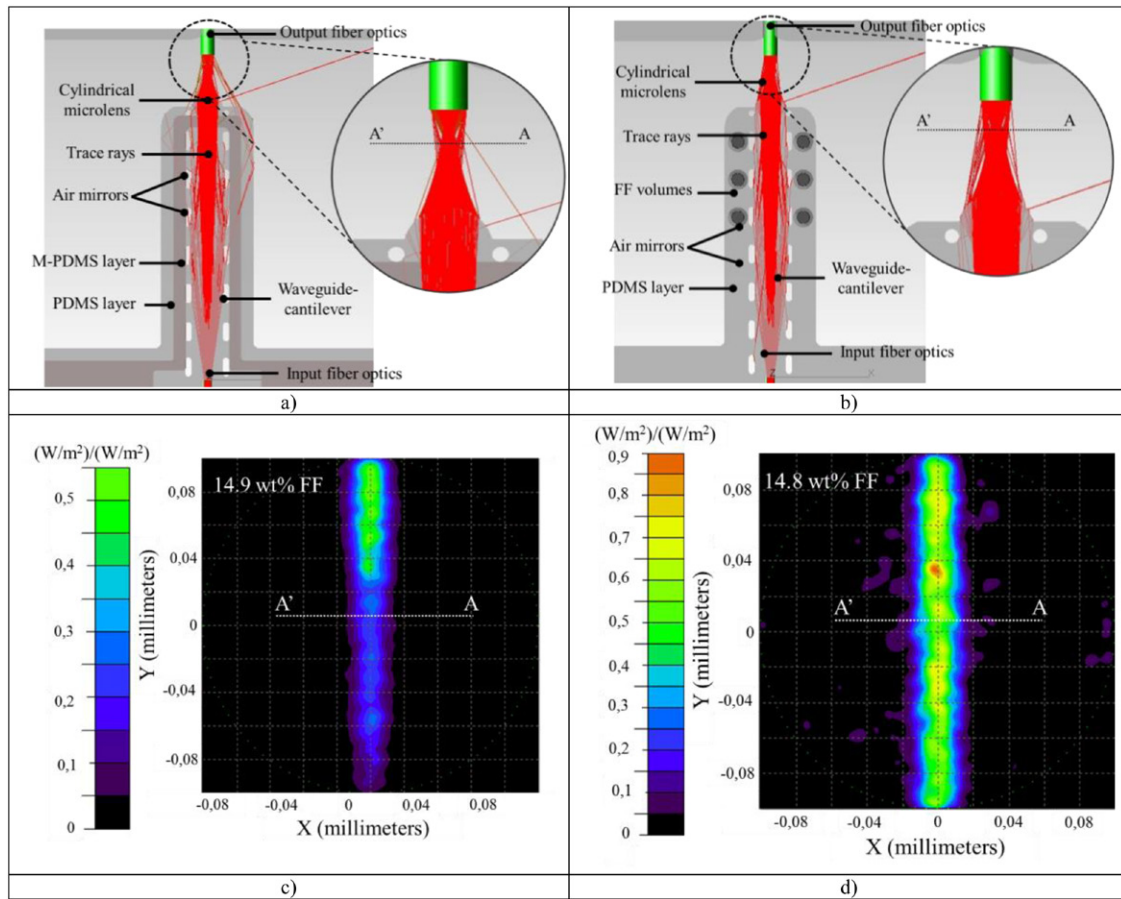 Output fiber optics
Cylindrical
microlens
A'
A
Trace rays
Air mirrors
M-PDMS layer
PDMS layer
Waveguide-
cantilever
Input fiber optics
a)
Output fiber optics
Cylindrical
microlens
A'
A
Trace rays
FF volumes
Air mirrors
PDMS layer
Waveguide-
cantilever
Input fiber optics
Z
X
b)
(W/m²)/(W/m²)
0,5
0,4
0,3
0,2
0,1
0
14.9 wt% FF
A'
A
Y (millimeters)
0,08
0,04
0
-0,04
-0,08
-0,08
-0,04
0
0,04
0,08
X (millimeters)
c)
(W/m²)/(W/m²)
0,9
0,8
0,7
0,6
0,5
0,4
0,3
0,2
0,1
0
14.8 wt% FF
A'
A
Y (millimeters)
0,08
0,04
0
-0,04
-0,08
-0,08
-0,04
0
0,04
0,08
X (millimeters)
d)